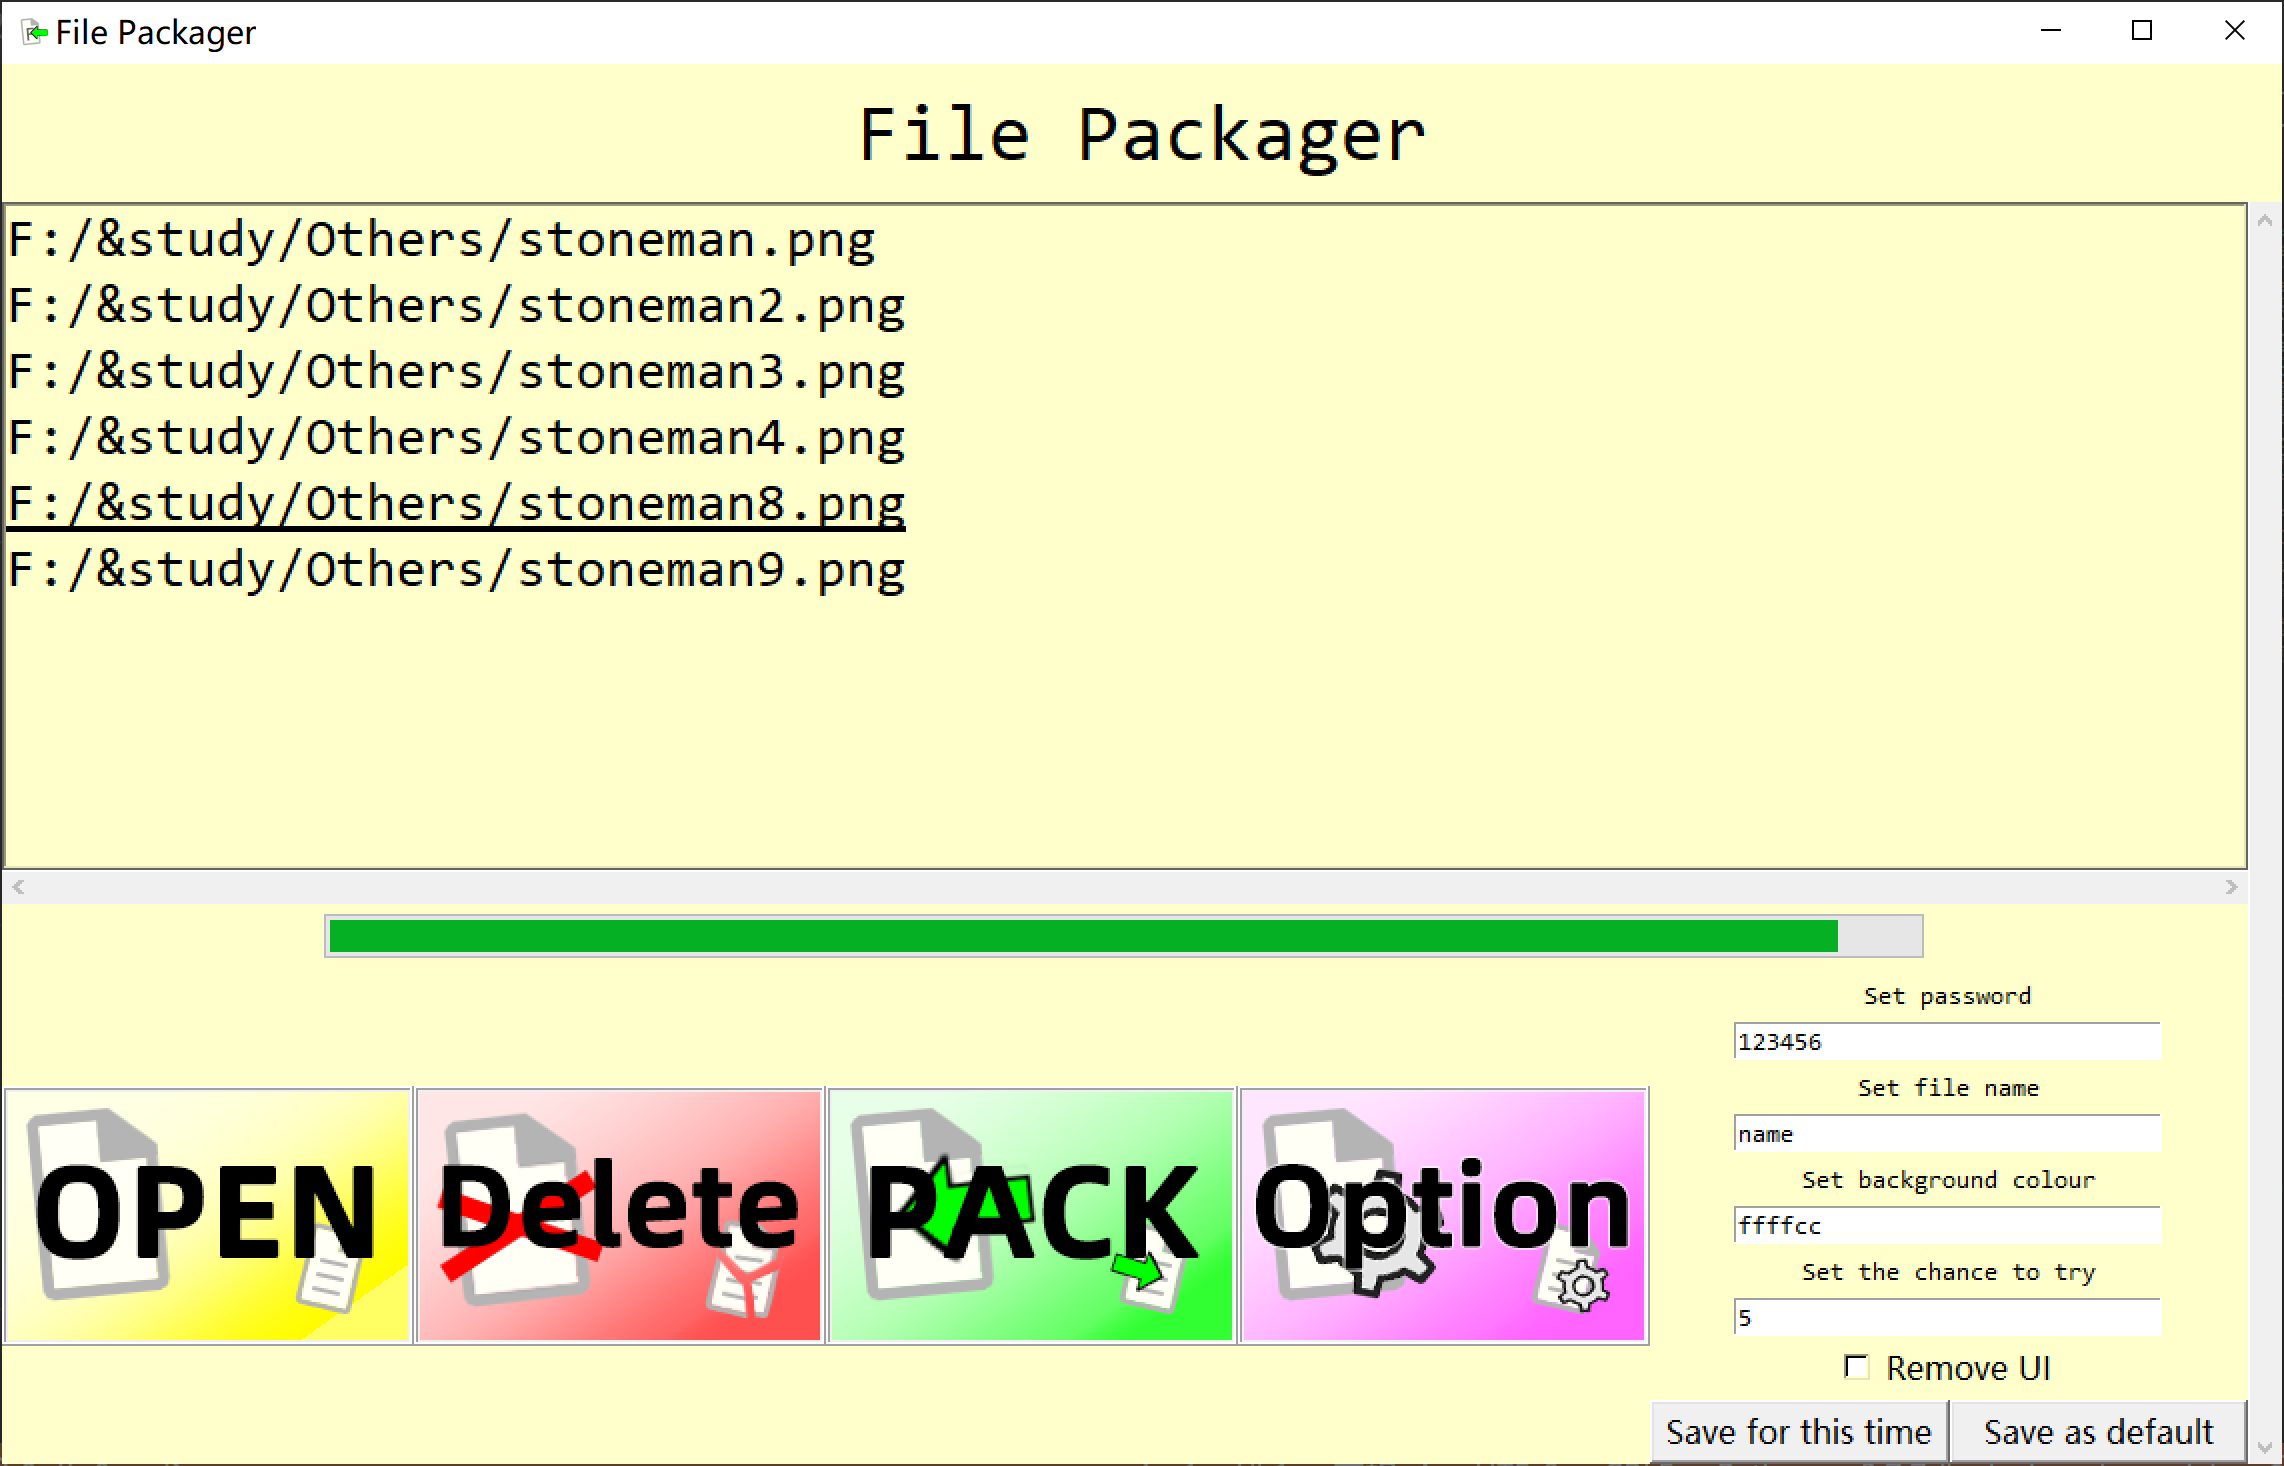 File Packager
File Packager
F:/&study/Others/stoneman.png
F:/&study/Others/stoneman2.png
F:/&study/Others/stoneman3.png
F:/&study/Others/stoneman4.png
F:/&study/Others/stoneman8.png
F:/&study/Others/stoneman9.png
OPEN
Delete
PACK
Option
Set password
123456
Set file name
name
Set background colour
ffffcc
Set the chance to try
5
Remove UI
Save for this time
Save as default